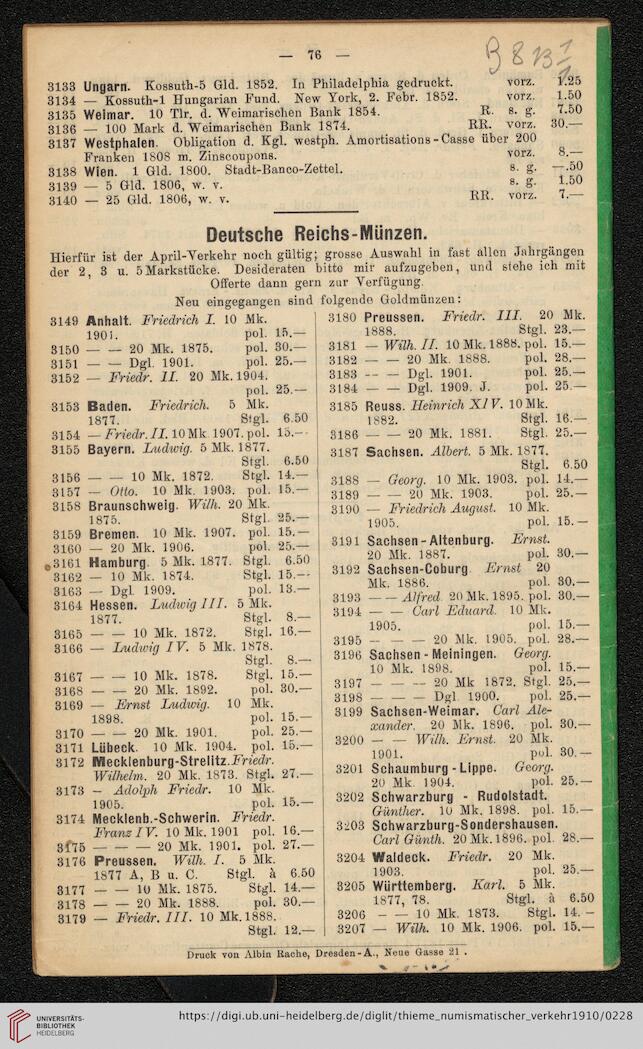 — 76 —
3133 Ungarn. Kossuth-5 Gld. 1852. In Philadelphia gedruckt. vorz. 1.25
3134 — Kossuth-1 Hungarian Fund. New York, 2. Febr. 1852. vorz. 1.50
3135 Weimar. 10 Tlr. d. Weimarischen Bank 1854. R. s. g. 7.50
3136 — 100 Mark d. Weimarischen Bank 1874. RR. vorz. 30.—
3137 Westphalen. Obligation d. Kgl. westph. Amortisations-Casse über 200
Franken 1808 m. Zinscoupons. vorz. 8.—
3138 Wien. 1 Gld. 1800. Stadt-Banco-Zettel. s. g. —.50
3139 — 5 Gld. 1806, w. v. s. g. 1.50
3140 — 25 Gld. 1806, w. v. RR. vorz. 7.—
Deutsche Reichs-Münzen.
Hierfür ist der April-Verkehr noch gültig; grosse Auswahl in fast allen Jahrgängen
der 2, 3 u. 5 Markstücke. Desideraten bitte mir aufzugeben, und stehe ich mit
Offerte dann gern zur Verfügung.
Neu eingegangen sind folgende Goldmünzen:
3149 Anhalt. Friedrich I. 10 Mk.
1901. pol. 15.—
3150 — — 20 Mk. 1875. pol. 30.—
3151 — — Dgl. 1901. pol. 25.—
3152 — Friedr. II. 20 Mk. 1904.
pol. 25.—
3153 Baden. Friedrich. 5 Mk.
1877. Stgl. 6.50
3154 — Friedr. II. 10 Mk. 1907. pol. 15.—
3155 Bayern. Ludwig. 5 Mk. 1877.
Stgl. 6.50
3156 — — 10 Mk. 1872. Stgl. 14.—
3157 — Otto. 10 Mk. 1903. pol. 15.—
3158 Braunschweig. Wilh. 20 Mk.
1875. Stgl. 25.—
3159 Bremen. 10 Mk. 1907. pol. 15.—
3160 — 20 Mk. 1906. pol. 25.—
3161 Hamburg. 5 Mk. 1877. Stgl. 6.50
3162 — 10 Mk. 1874. Stgl. 15.—
3163 — Dgl. 1909. pol. 13.—
3164 Hessen. Ludwig III. 5 Mk.
1877. Stgl. 8.—
3165 — — 10 Mk. 1872. Stgl. 16.—
3166 — Ludwig IV. 5 Mk. 1878.
Stgl. 8.—
3167 — — 10 Mk. 1878. Stgl. 15.—
3168 — — 20 Mk. 1892. pol. 30.—
3169 — Ernst Ludwig. 10 Mk.
1898. pol. 15.—
3170 — — 20 Mk. 1901. pol. 25.—
3171 Lübeck. 10 Mk. 1904. pol. 15.—
3172 Mecklenburg-Strelitz. Friedr.
Wilhelm. 20 Mk. 1873. Stgl. 27.—
3173 — Adolph Friedr. 10 Mk.
1905. pol. 15.—
3174 Mecklenb.-Schwerin. Friedr.
Franz IV. 10 Mk. 1901 pol. 16.—
3175 — — — 20 Mk. 1901. pol. 27.—
3176 Preussen. Wilh. I. 5 Mk.
1877 A, B u. C. Stgl. à 6.50
3177 — — 10 Mk. 1875. Stgl. 14.—
3178 — — 20 Mk. 1888. pol. 30.—
3179 — Friedr. III. 10 Mk. 1888.
Stgl. 12.—
3180 Preussen. Friedr. III. 20 Mk.
1888. Stgl. 23.—
3181 — Wilh. II. 10 Mk. 1888. pol. 15.—
3182 — — 20 Mk. 1888. pol. 28.—
3183 — — Dgl. 1901. pol. 25.—
3184 — — Dgl. 1909. J. pol. 25.—
3185 Reuss. Heinrich XIV. 10 Mk.
1882. Stgl. 16.—
3186 — — 20 Mk. 1881. Stgl. 25.—
3187 Sachsen. Albert. 5 Mk. 1877.
Stgl. 6.50
3188 — Georg. 10 Mk. 1903. pol. 14.—
3189 — — 20 Mk. 1903. pol. 25.—
3190 — Friedrich August. 10 Mk.
1905. pol. 15.—
3191 Sachsen-Altenburg. Ernst.
20 Mk. 1887. pol. 30.—
3192 Sachsen-Coburg. Ernst 20
Mk. 1886. pol. 30.—
3193 — — Alfred. 20 Mk. 1895. pol. 30.—
3194 — — Carl Eduard. 10 Mk.
1905. pol. 15.—
3195 — — — 20 Mk. 1905. pol. 28.—
3196 Sachsen-Meiningen. Georg.
10 Mk. 1898. pol. 15.—
3197 — — — 20 Mk 1872. Stgl. 25.—
3198 — — — Dgl 1900. pol. 25.—
3199 Sachsen-Weimar. Carl Ale-
xander. 20 Mk. 1896. pol. 30.—
3200 — — Wilh. Ernst. 20 Mk.
1901. pol. 30.—
3201 Schaumburg-Lippe. Georg.
20 Mk. 1904. pol. 25.—
3202 Schwarzburg-Rudolstadt.
Günther. 10 Mk. 1898. pol. 15.—
3203 Schwarzburg-Sondershausen.
Carl Günth. 20 Mk. 1896. pol. 28.—
3204 Waldeck. Friedr. 20 Mk.
1903. pol. 25.—
3205 Württemberg. Karl. 5 Mk.
1877, 78. Stgl. à 6.50
3206 — — 10 Mk. 1873. Stgl. 14.—
3207 — Wilh. 10 Mk. 1906. pol. 15.—
Druck von Albin Rache, Dresden-A., Neue Gasse 21.
UNIVERSITÄTS-
BIBLIOTHEK
HEIDELBERG
https://digi.ub.uni-heidelberg.de/diglit/thieme_numismatischer_verkehr1910/0228